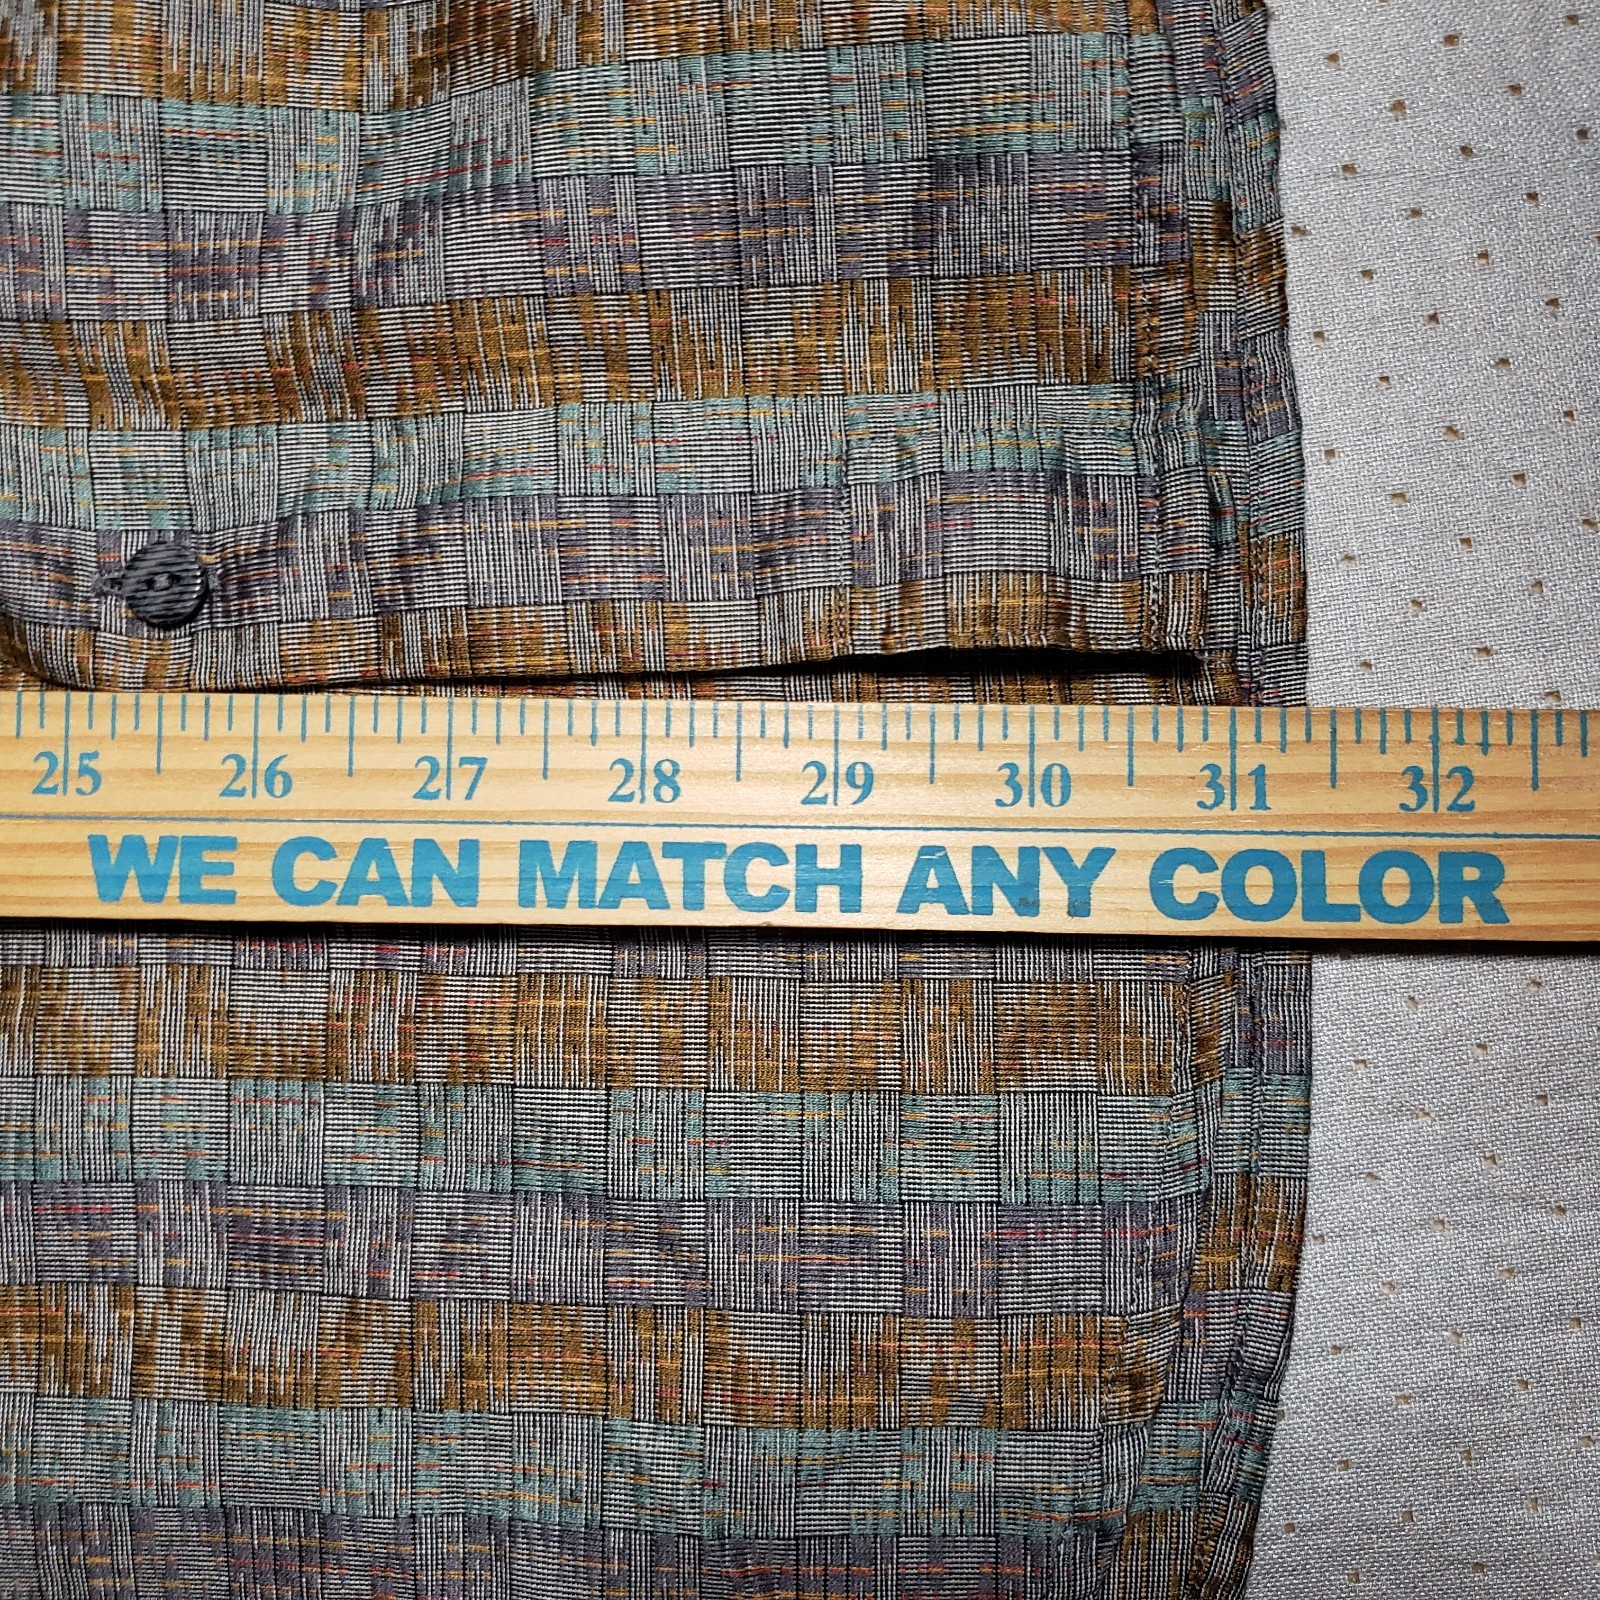 25 26 27 28 29 30 31 32
WE CAN MATCH ANY COLOR